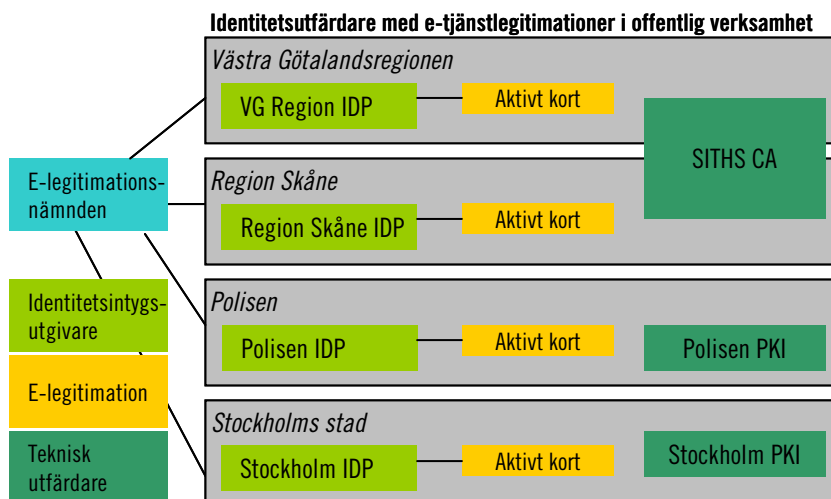 Identitetsutfärdare med e-tjänstlegitimationer i offentlig verksamhet
Västra Götalandsregionen
VG Region IDP
Aktivt kort
SITHS CA
E-legitimations-
nämnden
Region Skåne
Region Skåne IDP
Aktivt kort
Identitetsintygs-
utgivare
Polisen
Polisen IDP
Aktivt kort
Polisen PKI
E-legitimation
Stockholms stad
Stockholm IDP
Aktivt kort
Stockholm PKI
Teknisk
utfärdare